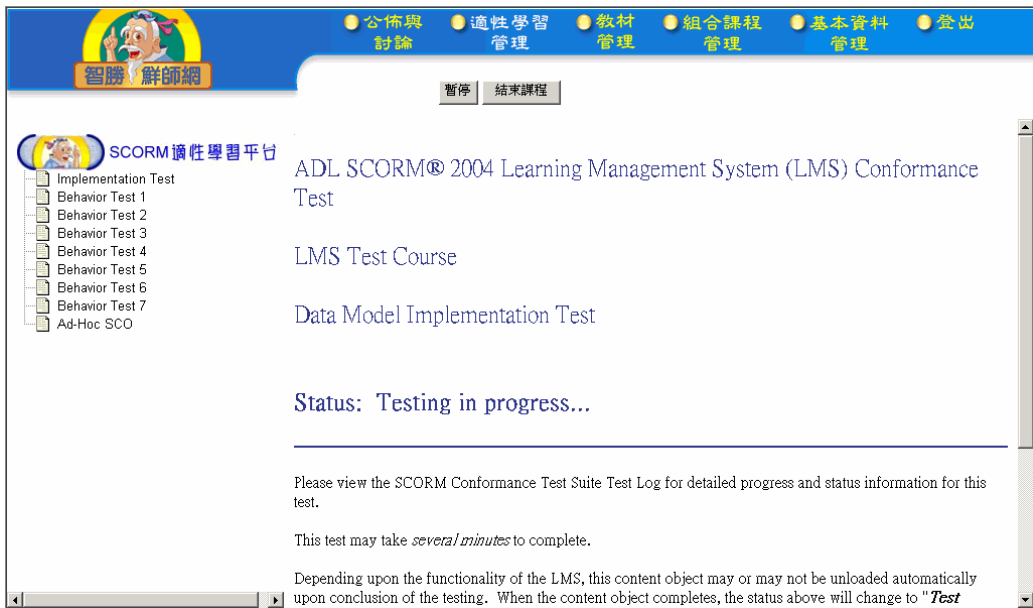 公佈與討論
適性學習管理
教材管理
組合課程管理
基本資料管理
登出
智勝鮮師網
暫停 結束課程
SCORM適性學習平台
Implementation Test
Behavior Test 1
Behavior Test 2
Behavior Test 3
Behavior Test 4
Behavior Test 5
Behavior Test 6
Behavior Test 7
Ad-Hoc SCO
ADL SCORM® 2004 Learning Management System (LMS) Conformance
Test
LMS Test Course
Data Model Implementation Test
Status: Testing in progress...
Please view the SCORM Conformance Test Suite Test Log for detailed progress and status information for this
test.
This test may take several minutes to complete.
Depending upon the functionality of the LMS, this content object may or may not be unloaded automatically
upon conclusion of the testing. When the content object completes, the status above will change to "Test